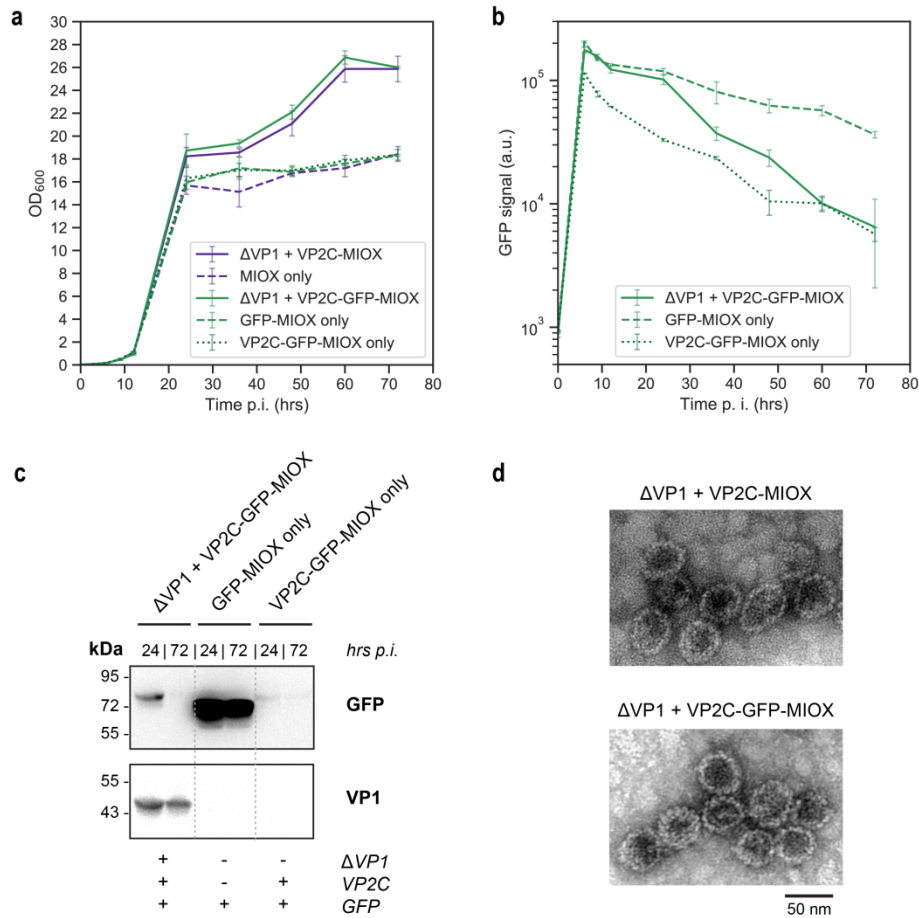 a
30
28
26
24
22
20
18
16
14
12
10
8
6
4
2
0
OD600
0 10 20 30 40 50 60 70 80
Time p.i. (hrs)
ΔVP1 + VP2C-MIOX
MIOX only
ΔVP1 + VP2C-GFP-MIOX
GFP-MIOX only
VP2C-GFP-MIOX only
b
10^5
10^4
10^3
GFP signal (a.u.)
0 10 20 30 40 50 60 70 80
Time p. i. (hrs)
ΔVP1 + VP2C-GFP-MIOX
GFP-MIOX only
VP2C-GFP-MIOX only
c
ΔVP1 + VP2C-GFP-MIOX
GFP-MIOX only
VP2C-GFP-MIOX only
kDa 24 | 72 | 24 | 72 | 24 | 72 hrs p.i.
95 -
72 - GFP
55 -
55 -
VP1
43 -
+ - - ΔVP1
+ - + VP2C
+ + + GFP
d
ΔVP1 + VP2C-MIOX
ΔVP1 + VP2C-GFP-MIOX
50 nm